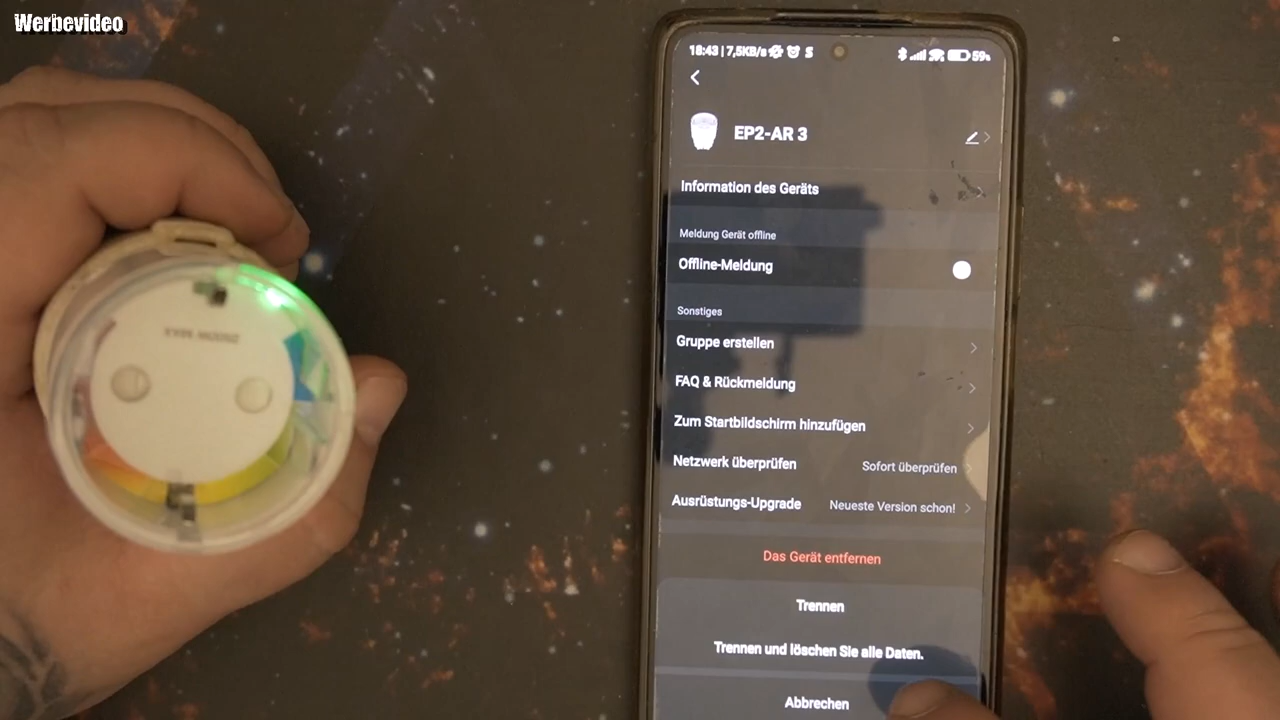 Werbevideo
18:43 | 7,5KB/s
59%
EP2-AR 3
Information des Geräts
Meldung Gerät offline
Offline-Meldung
Sonstiges
Gruppe erstellen
FAQ & Rückmeldung
Zum Startbildschirm hinzufügen
Netzwerk überprüfen Sofort überprüfen
Ausrüstungs-Upgrade Neueste Version schon!
Das Gerät entfernen
Trennen
Trennen und löschen Sie alle Daten.
Abbrechen